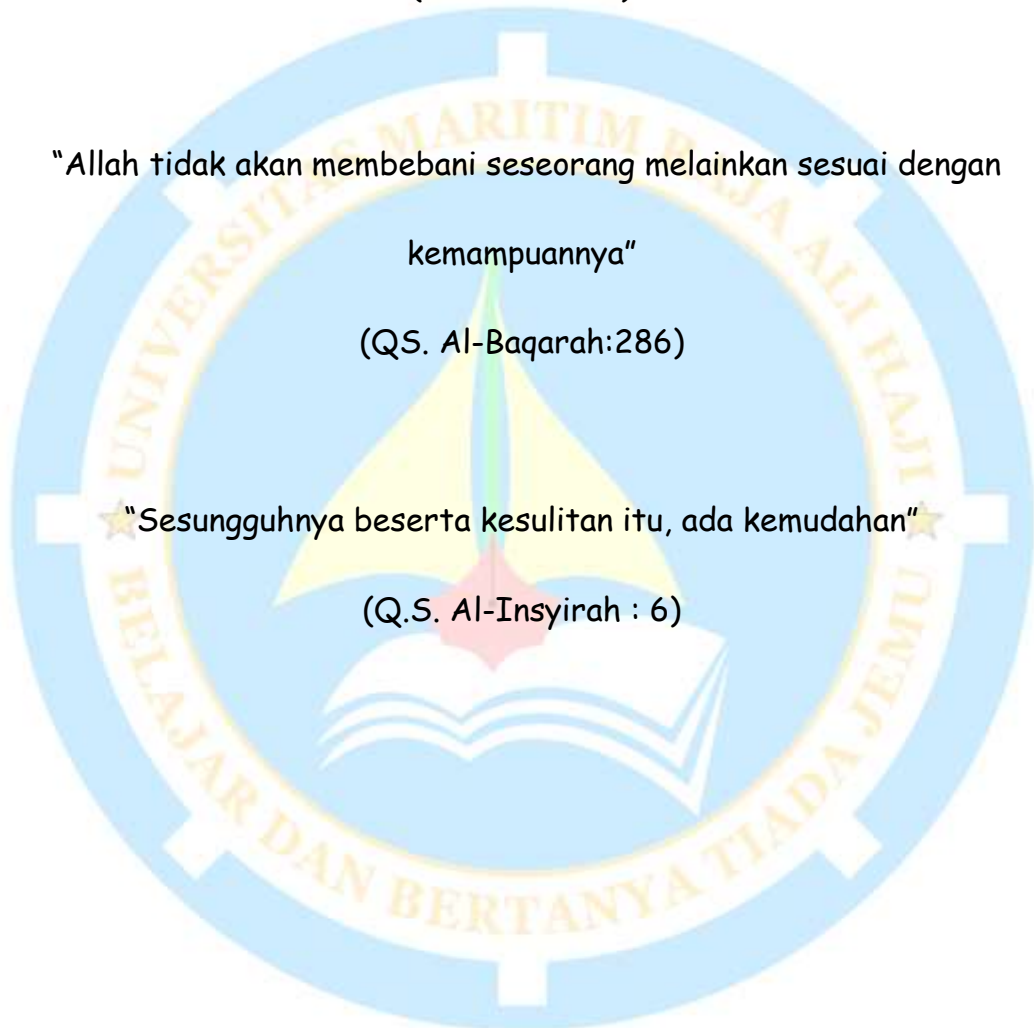 “Allah tidak akan membebani seseorang melainkan sesuai dengan
kemampuannya”
(QS. Al-Baqarah:286)
“Sesungguhnya beserta kesulitan itu, ada kemudahan”
(Q.S. Al-Insyirah : 6)
UNIVERSITAS MARITIM RAJA ALI HAJI
BELAJAR DAN BERTANYA TIADA JEMU